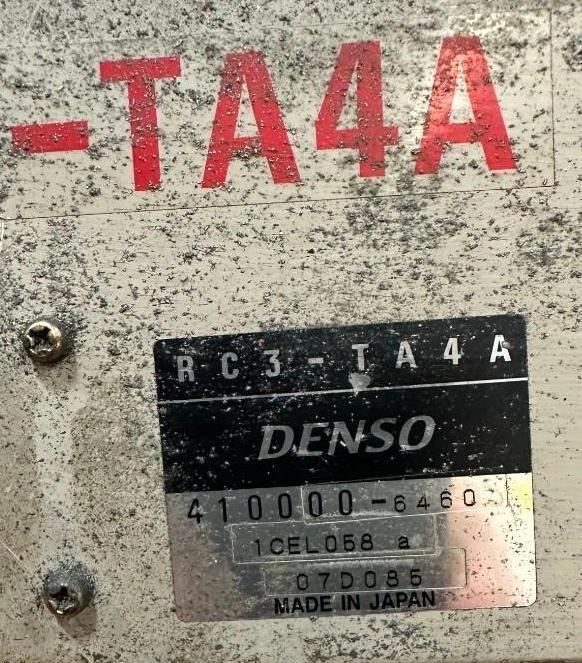 -TA4A
RC3-TA4A
DENSO
410000-6460
1CEL058 a
07D085
MADE IN JAPAN